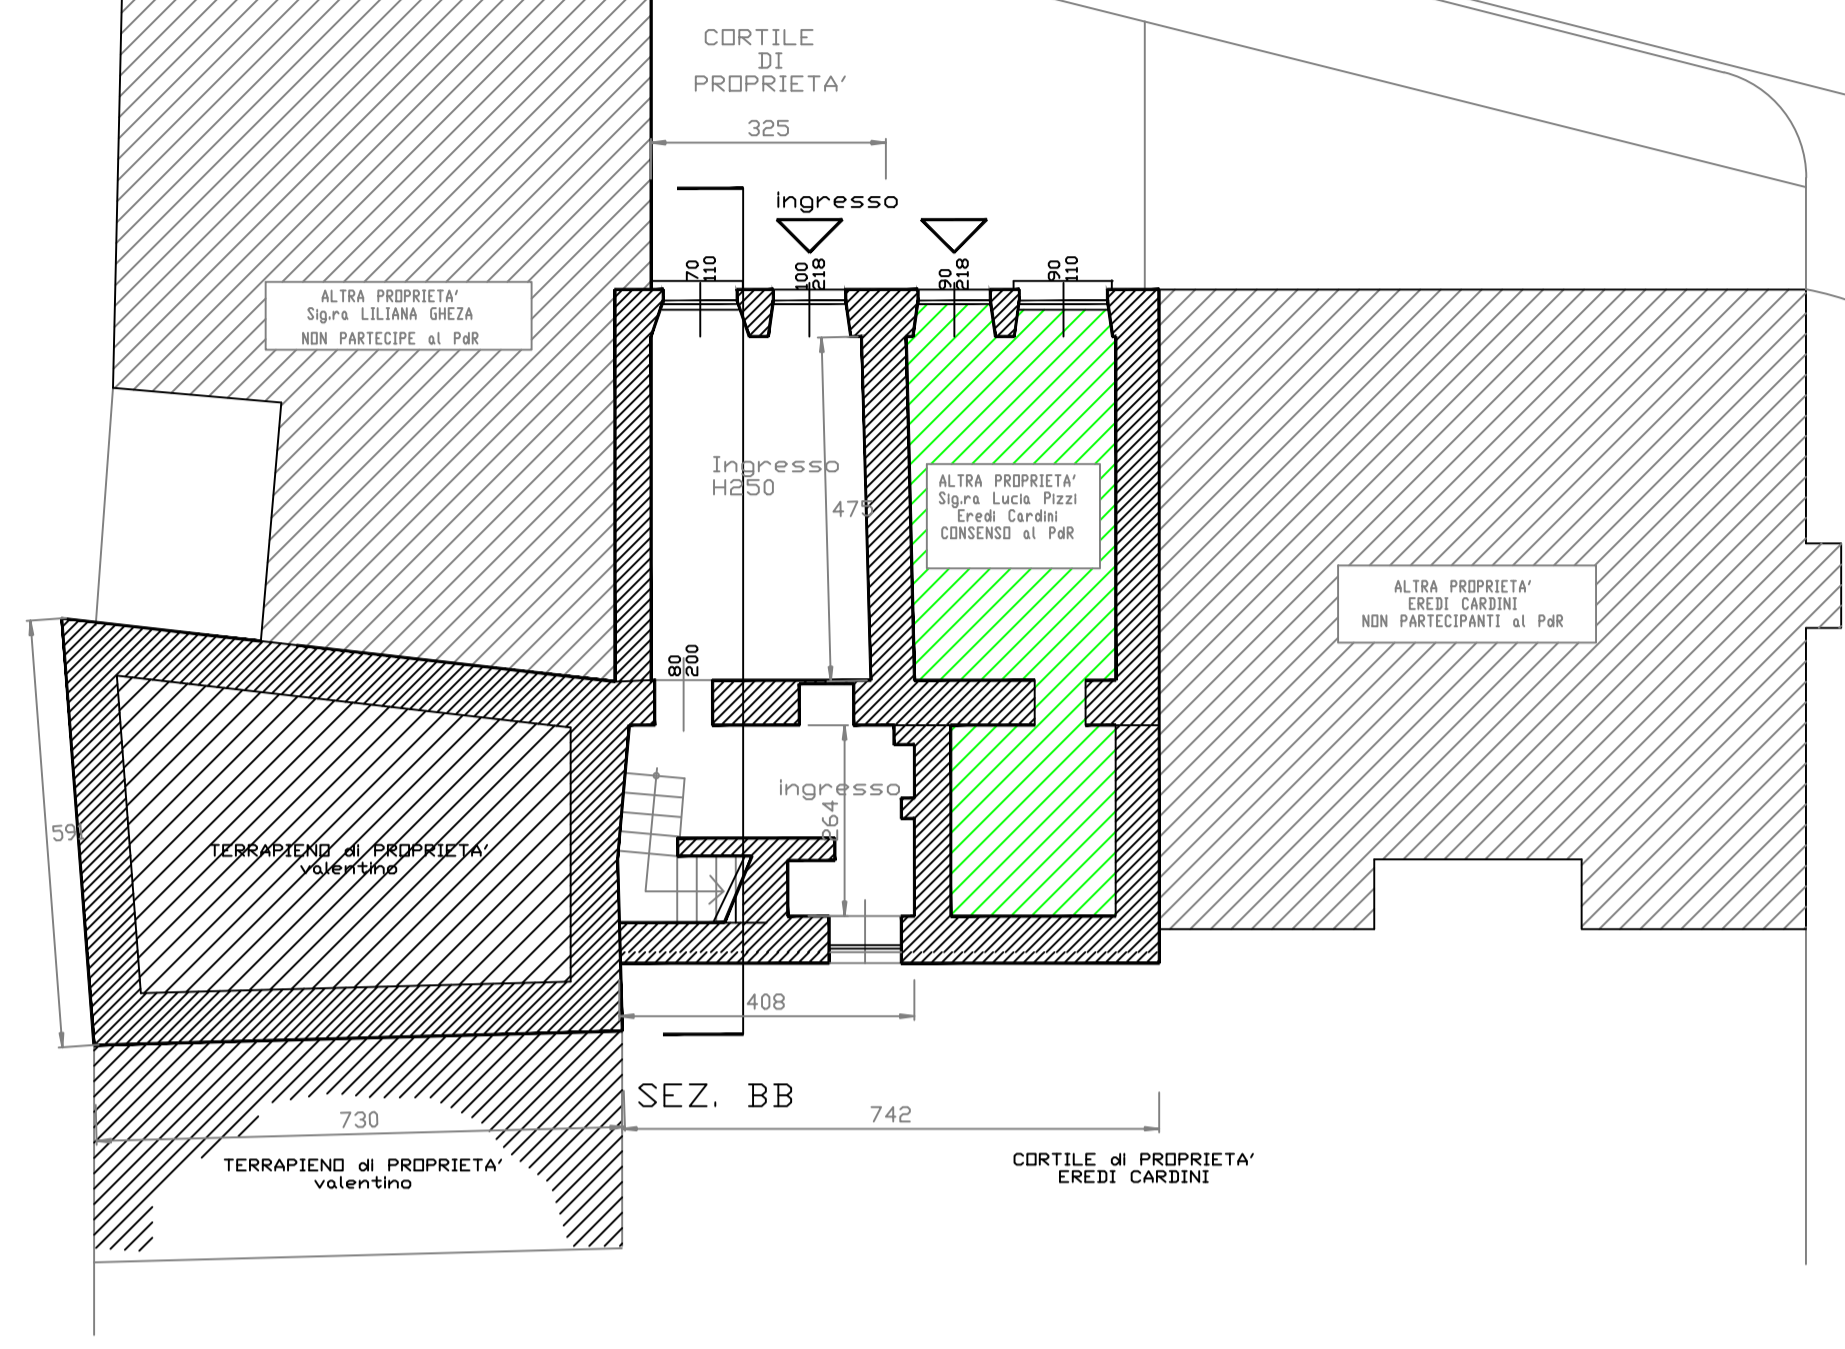 CORTILE
DI
PROPRIETA'
325
ingresso
70
110
100
218
90
218
90
110
ALTRA PROPRIETA'
Sig.ra LILIANA GHEZA
NON PARTECIPE al PdR
Ingresso
H250
475
ALTRA PROPRIETA'
Sig.ra Lucia Pizzi
Eredi Cardini
CONSENSO al PdR
ALTRA PROPRIETA'
EREDI CARDINI
NON PARTECIPANTI al PdR
80
200
ingresso
264
TERRAPIENO di PROPRIETA'
valentino
408
SEZ. BB
730
742
TERRAPIENO di PROPRIETA'
valentino
CORTILE di PROPRIETA'
EREDI CARDINI